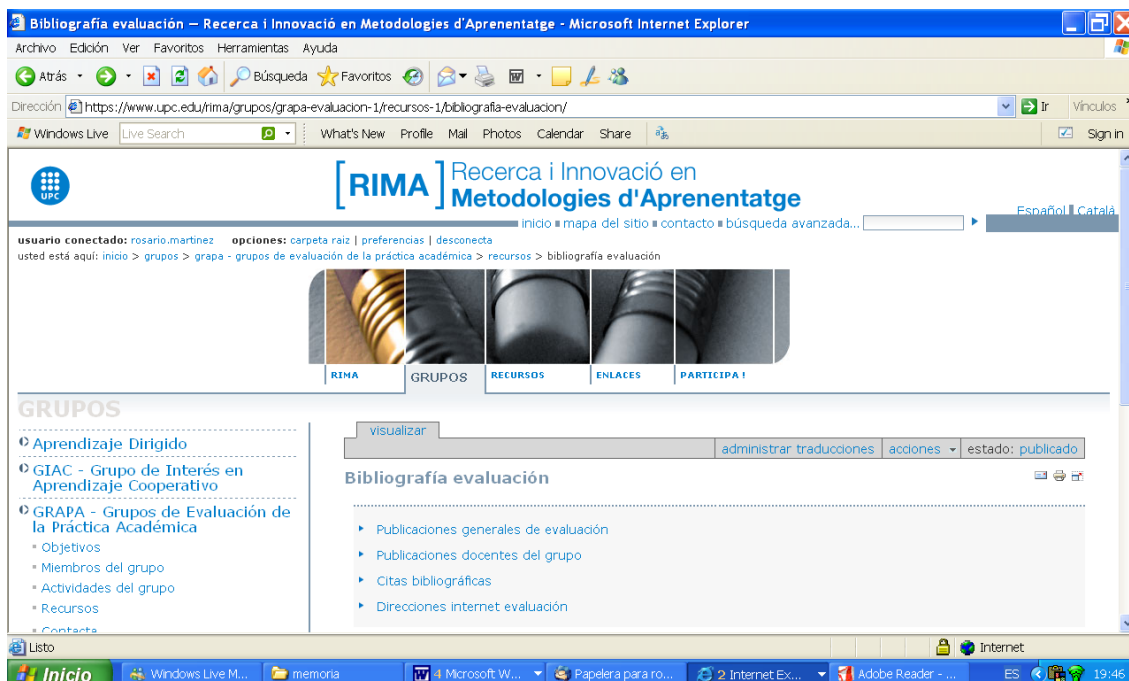 Bibliografía evaluación — Recerca i Innovació en Metodologies d'Aprenentatge - Microsoft Internet Explorer
Archivo Edición Ver Favoritos Herramientas Ayuda
Atrás Búsqueda Favoritos
Dirección https://www.upc.edu/rima/grupos/grapa-evaluacion-1/recursos-1/bibliografia-evaluacion/ Ir Vínculos
Windows Live Live Search What's New Profile Mail Photos Calendar Share Sign in
UPC
[RIMA] Recerca i Innovació en
Metodologies d'Aprenentatge
Español Català
inicio mapa del sitio contacto búsqueda avanzada...
usuario conectado: rosario.martinez opciones: carpeta raiz | preferencias | desconecta
usted está aquí: inicio > grupos > grapa - grupos de evaluación de la práctica académica > recursos > bibliografía evaluación
RIMA GRUPOS RECURSOS ENLACES PARTICIPA!
GRUPOS
Aprendizaje Dirigido
GIAC - Grupo de Interés en
Aprendizaje Cooperativo
GRAPA - Grupos de Evaluación de
la Práctica Académica
Objetivos
Miembros del grupo
Actividades del grupo
Recursos
Contacta
visualizar
administrar traducciones acciones estado: publicado
Bibliografía evaluación
Publicaciones generales de evaluación
Publicaciones docentes del grupo
Citas bibliográficas
Direcciones internet evaluación
Listo Internet
Inicio Windows Live M... memoria 4 Microsoft W... Papelera para ro... 2 Internet Ex... Adobe Reader - ... ES 19:46